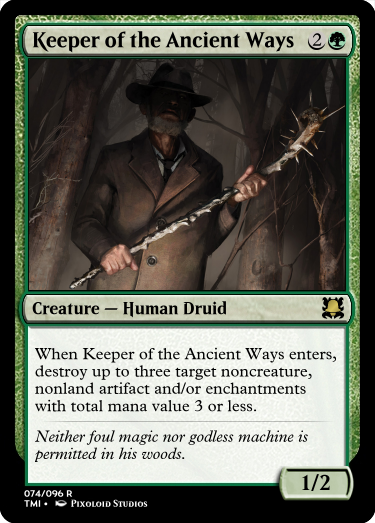 Keeper of the Ancient Ways 2
Creature — Human Druid
When Keeper of the Ancient Ways enters,
destroy up to three target noncreature,
nonland artifact and/or enchantments
with total mana value 3 or less.
Neither foul magic nor godless machine is
permitted in his woods.
1/2
074/096 R
TMI • Pixoloid Studios